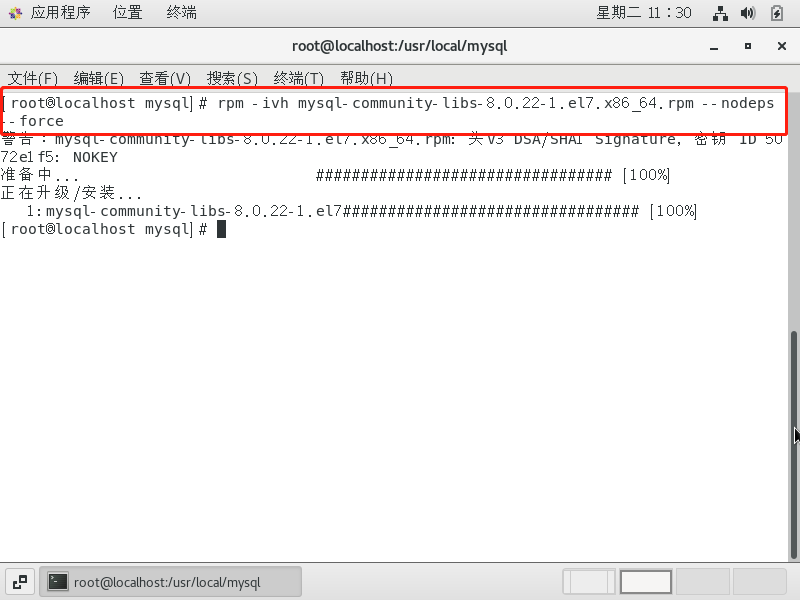 应用程序 位置 终端 星期二 11:30
root@localhost:/usr/local/mysql
文件(F) 编辑(E) 查看(V) 搜索(S) 终端(T) 帮助(H)
[root@localhost mysql]# rpm -ivh mysql-community-libs-8.0.22-1.el7.x86_64.rpm --nodeps
--force
警告:mysql-community-libs-8.0.22-1.el7.x86_64.rpm: 头V3 DSA/SHA1 Signature, 密钥 ID 50
72e1f5: NOKEY
准备中... ################################# [100%]
正在升级/安装...
1:mysql-community-libs-8.0.22-1.el7################################# [100%]
[root@localhost mysql]#
root@localhost:/usr/local/mysql